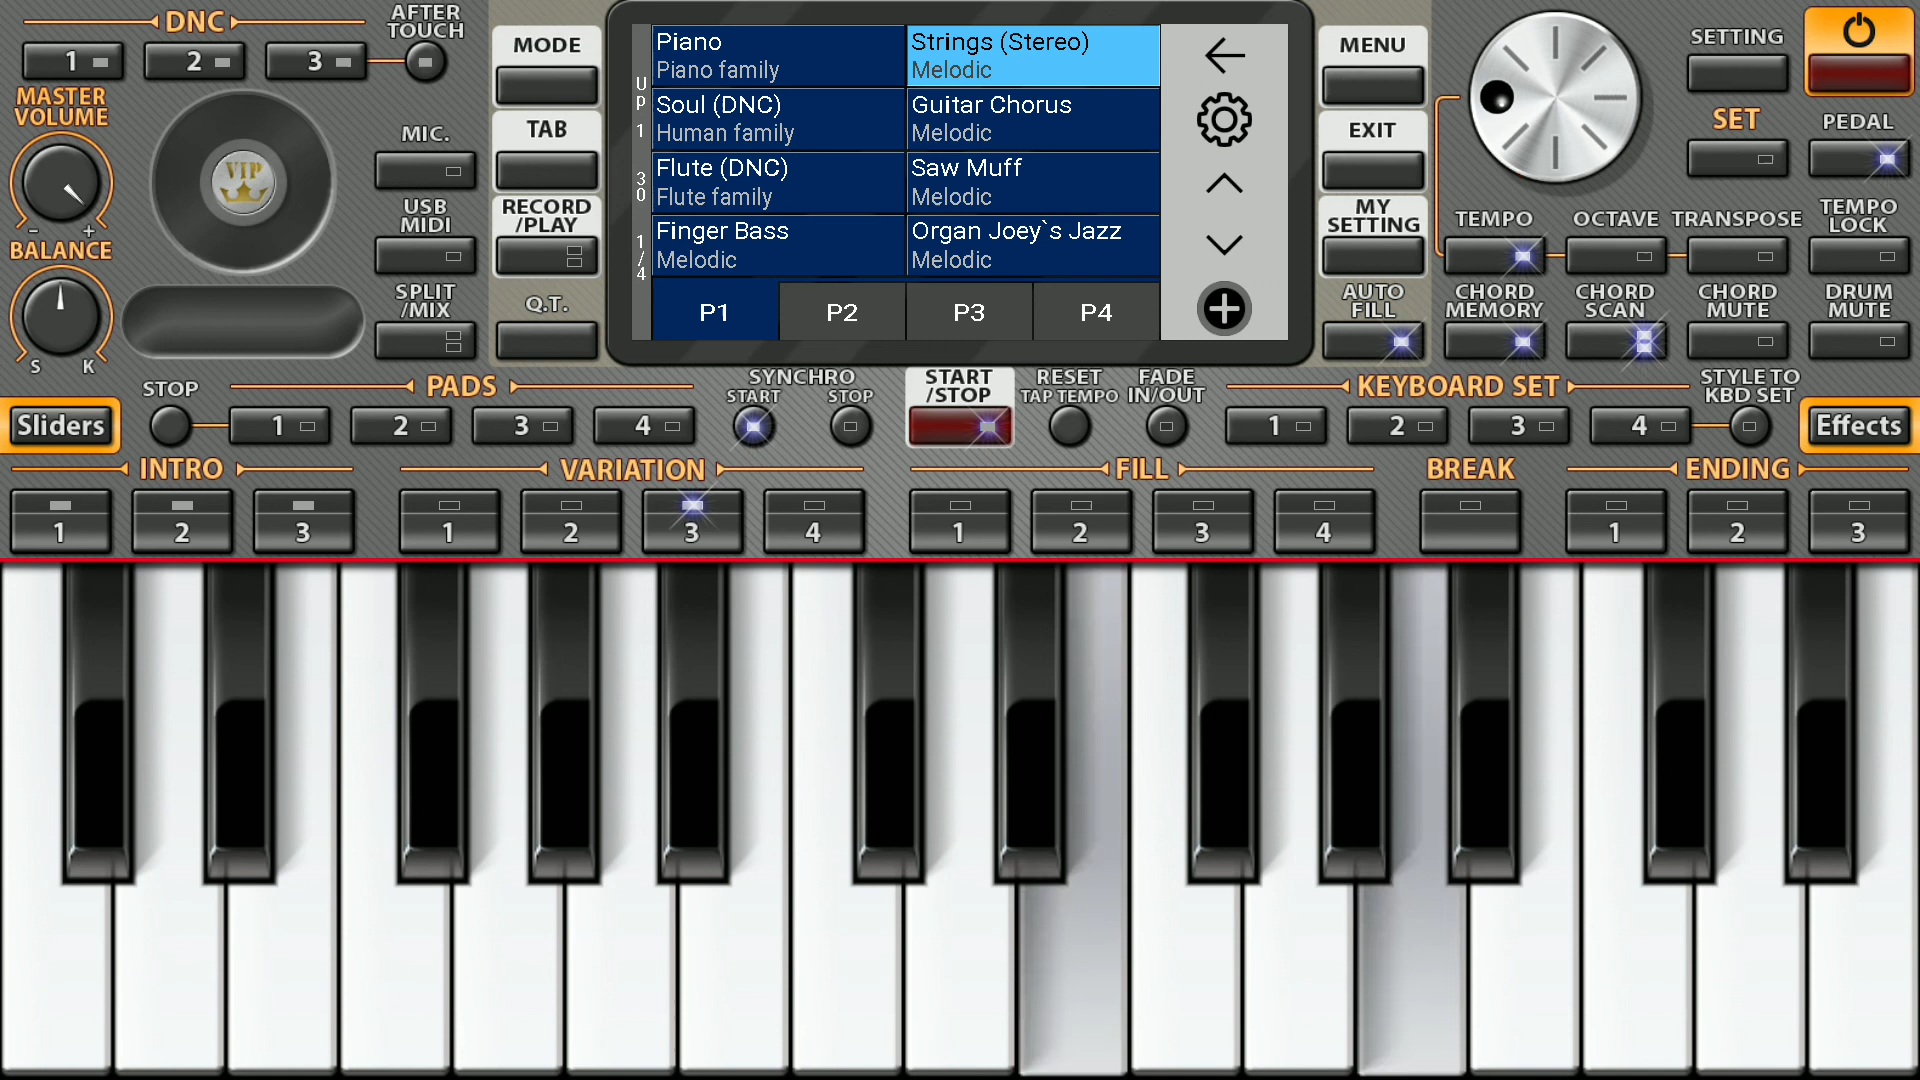 DNC
AFTER
TOUCH
1
2
3
MASTER
VOLUME
- +
BALANCE
S K
VIP
MIC.
USB
MIDI
SPLIT
/MIX
MODE
TAB
RECORD
/PLAY
Q.T.
Up 1
30
1/4
Piano
Piano family
Strings (Stereo)
Melodic
Soul (DNC)
Human family
Guitar Chorus
Melodic
Flute (DNC)
Flute family
Saw Muff
Melodic
Finger Bass
Melodic
Organ Joey`s Jazz
Melodic
P1
P2
P3
P4
MENU
EXIT
MY
SETTING
AUTO
FILL
SETTING
SET
PEDAL
TEMPO
OCTAVE
TRANSPOSE
TEMPO
LOCK
CHORD
MEMORY
CHORD
SCAN
CHORD
MUTE
DRUM
MUTE
Sliders
STOP
PADS
1
2
3
4
SYNCHRO
START
STOP
START
/STOP
RESET
TAP TEMPO
FADE
IN/OUT
KEYBOARD SET
1
2
3
4
STYLE TO
KBD SET
Effects
INTRO
1
2
3
VARIATION
1
2
3
4
FILL
1
2
3
4
BREAK
ENDING
1
2
3